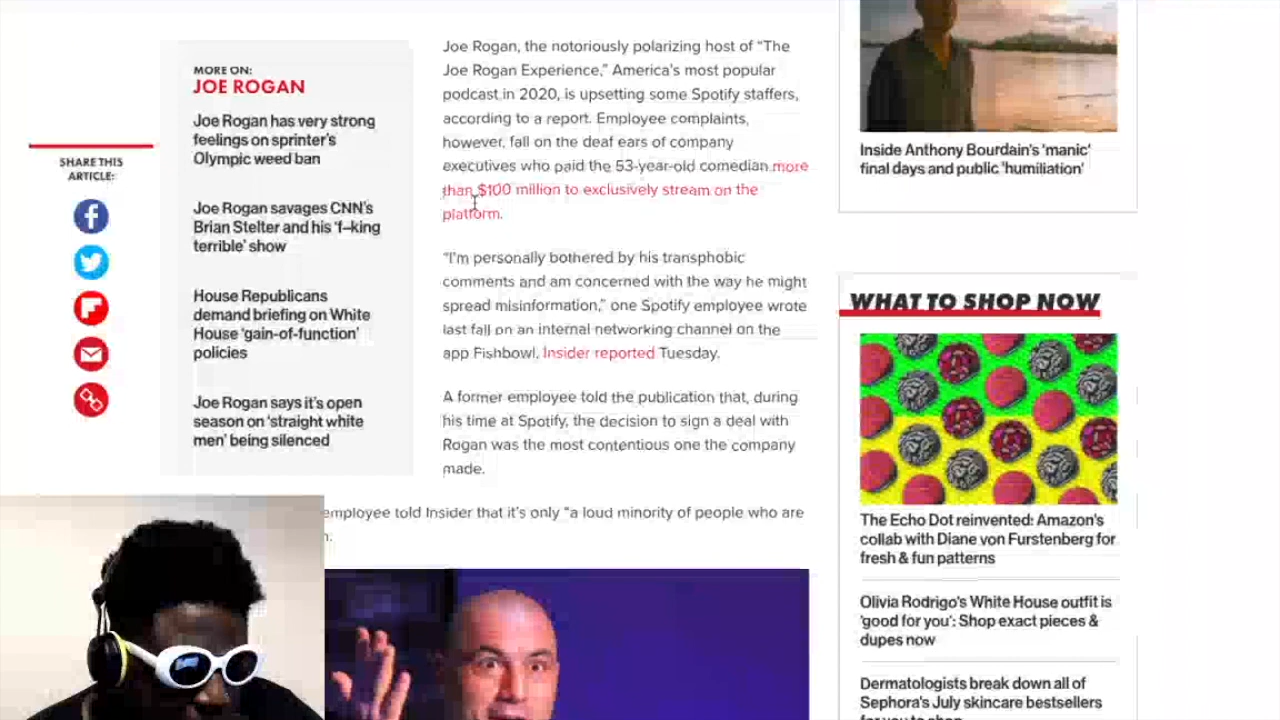 SHARE THIS
ARTICLE:
MORE ON:
JOE ROGAN
Joe Rogan has very strong
feelings on sprinter's
Olympic weed ban
Joe Rogan savages CNN's
Brian Stelter and his 'f—king
terrible' show
House Republicans
demand briefing on White
House 'gain-of-function'
policies
Joe Rogan says it's open
season on 'straight white
men' being silenced
Joe Rogan, the notoriously polarizing host of “The
Joe Rogan Experience,” America's most popular
podcast in 2020, is upsetting some Spotify staffers,
according to a report. Employee complaints,
however, fall on the deaf ears of company
executives who paid the 53-year-old comedian more
than $100 million to exclusively stream on the
platform.
“I'm personally bothered by his transphobic
comments and am concerned with the way he might
spread misinformation,” one Spotify employee wrote
last fall on an internal networking channel on the
app Fishbowl, Insider reported Tuesday.
A former employee told the publication that, during
his time at Spotify, the decision to sign a deal with
Rogan was the most contentious one the company
made.
employee told Insider that it's only “a loud minority of people who are
Inside Anthony Bourdain's 'manic'
final days and public 'humiliation'
WHAT TO SHOP NOW
The Echo Dot reinvented: Amazon's
collab with Diane von Furstenberg for
fresh & fun patterns
Olivia Rodrigo's White House outfit is
'good for you': Shop exact pieces &
dupes now
Dermatologists break down all of
Sephora's July skincare bestsellers
for you to shop